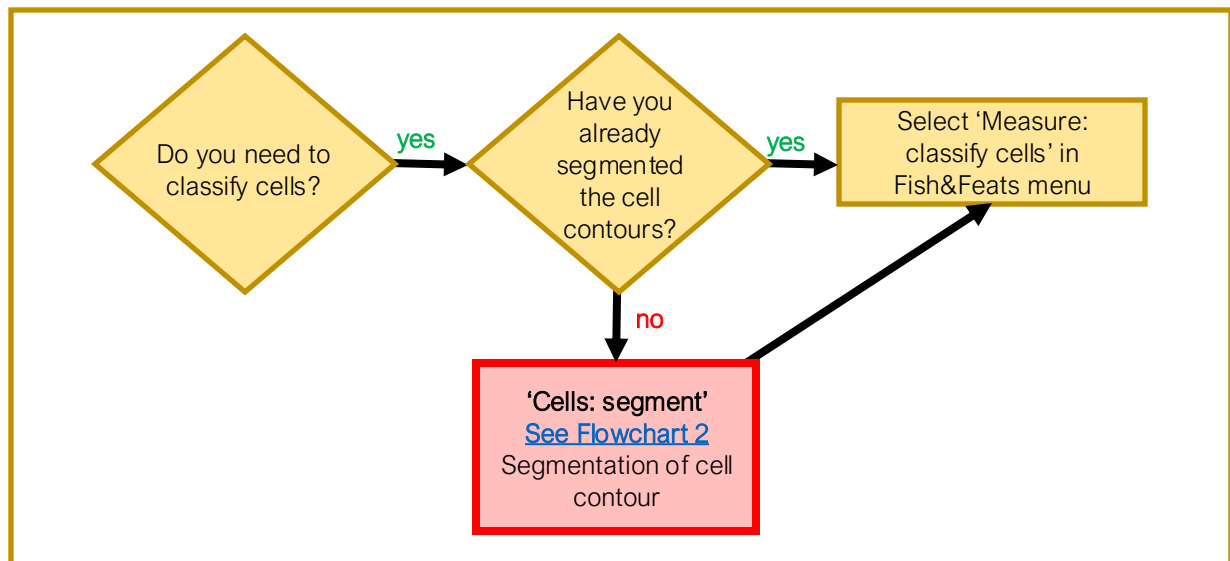 Do you need to
classify cells?
yes
Have you
already
segmented
the cell
contours?
yes
Select ‘Measure:
classify cells’ in
Fish&Feats menu
no
‘Cells: segment’
See Flowchart 2
Segmentation of cell
contour